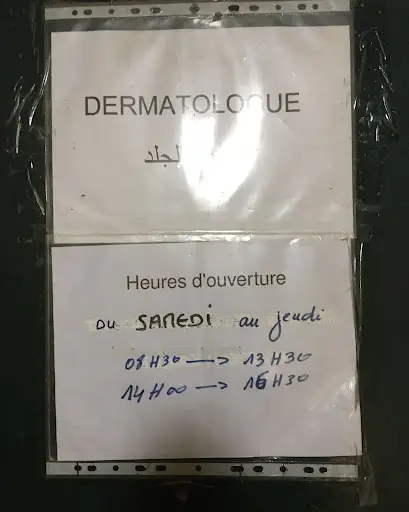 DERMATOLOGUE
الجلد
Heures d'ouverture
DU SAMEDI au jeudi
08H30 → 13H30
14H00 → 16H30